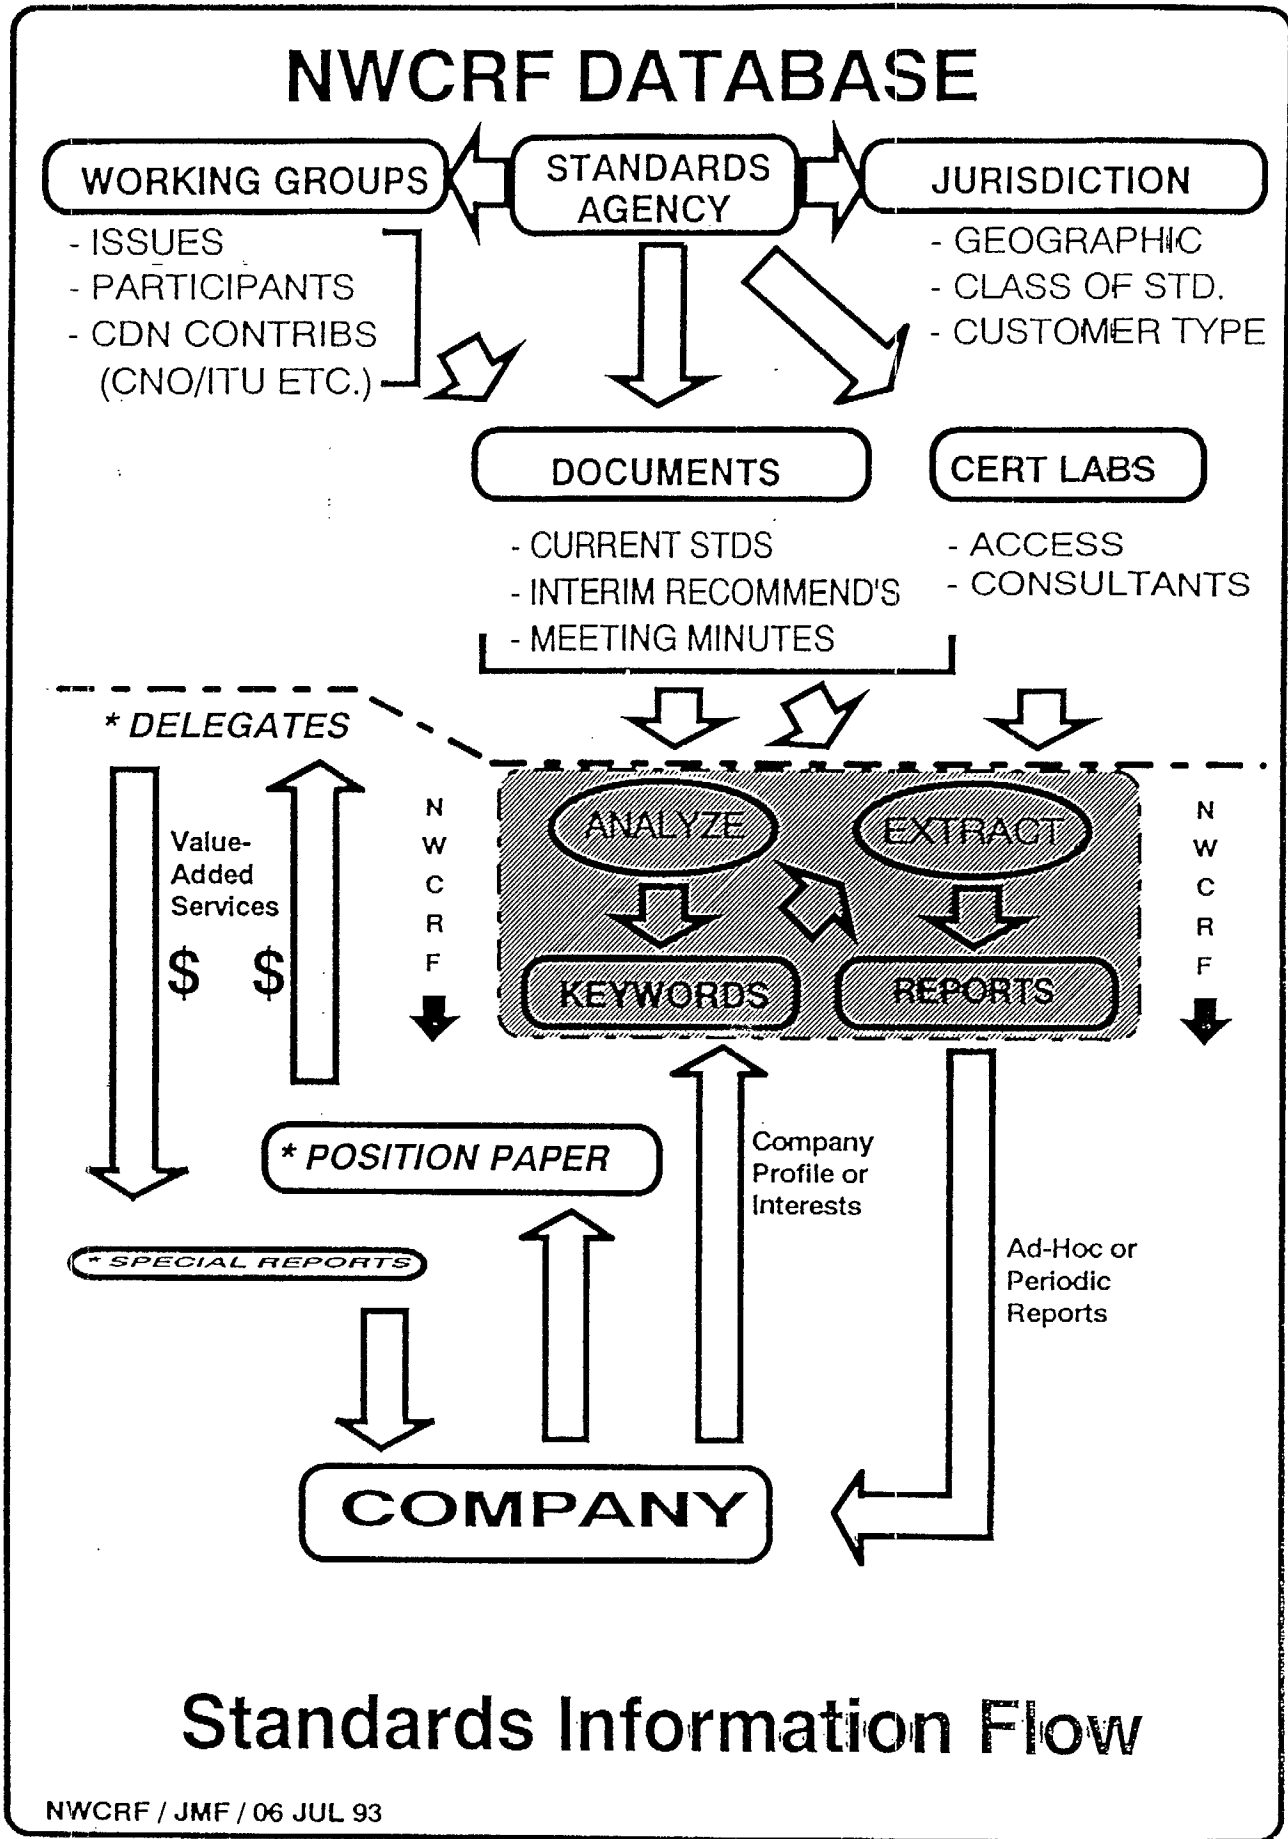 NWCRF DATABASE
WORKING GROUPS
- ISSUES
- PARTICIPANTS
- CDN CONTRIBS
(CNO/ITU ETC.)
STANDARDS
AGENCY
JURISDICTION
- GEOGRAPHIC
- CLASS OF STD.
- CUSTOMER TYPE
DOCUMENTS
- CURRENT STDS
- INTERIM RECOMMEND'S
- MEETING MINUTES
CERT LABS
- ACCESS
- CONSULTANTS
* DELEGATES
Value-
Added
Services
$ $
N
W
C
R
F
ANALYZE
EXTRACT
KEYWORDS
REPORTS
N
W
C
R
F
* POSITION PAPER
Company
Profile or
Interests
* SPECIAL REPORTS
Ad-Hoc or
Periodic
Reports
COMPANY
Standards Information Flow
NWCRF / JMF / 06 JUL 93